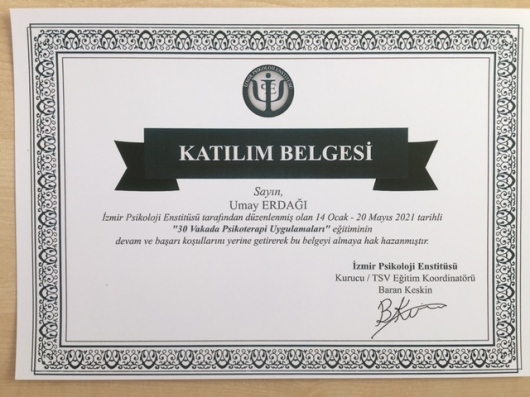 KATILIM BELGESİ
Sayın,
Umay ERDAĞI
İzmir Psikoloji Enstitüsü tarafından düzenlenmiş olan 14 Ocak - 20 Mayıs 2021 tarihli
"30 Vakada Psikoterapi Uygulamaları" eğitiminin
devam ve başarı koşullarını yerine getirerek bu belgeyi almaya hak hazanmıştır.
İzmir Psikoloji Enstitüsü
Kurucu / TSV Eğitim Koordinatörü
Baran Keskin